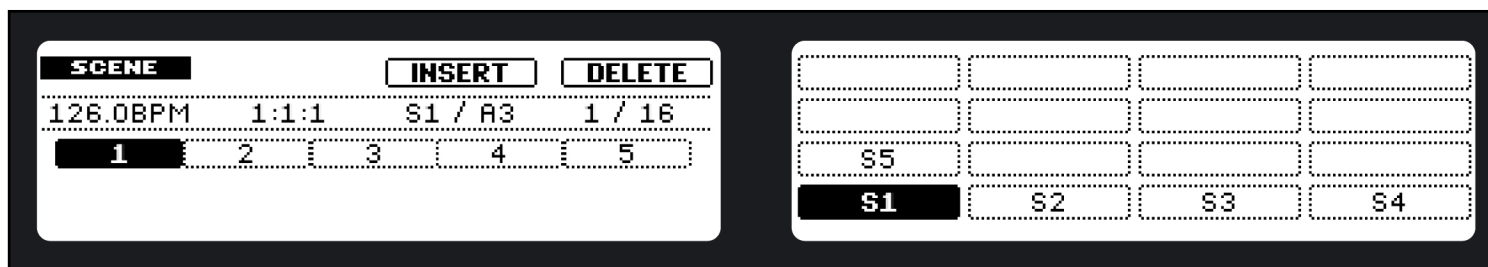 SCENE INSERT DELETE
126.0BPM 1:1:1 S1 / A3 1 / 16
1 2 3 4 5
S5
S1 S2 S3 S4